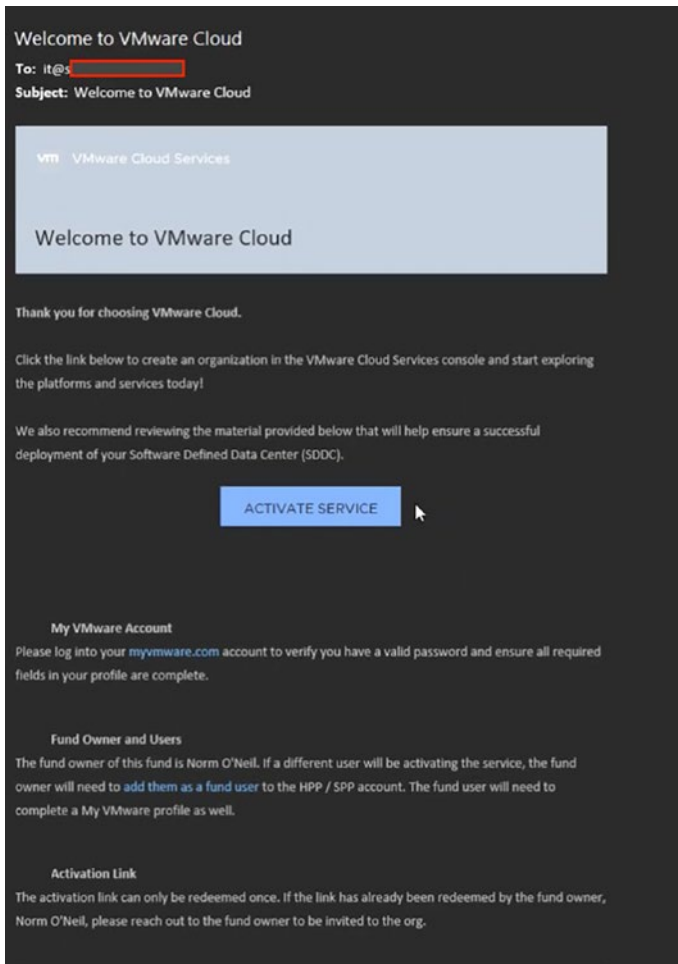 Welcome to VMware Cloud
To: it@s
Subject: Welcome to VMware Cloud
vm VMware Cloud Services
Welcome to VMware Cloud
Thank you for choosing VMware Cloud.
Click the link below to create an organization in the VMware Cloud Services console and start exploring
the platforms and services today!
We also recommend reviewing the material provided below that will help ensure a successful
deployment of your Software Defined Data Center (SDDC).
ACTIVATE SERVICE
My VMware Account
Please log into your myvmware.com account to verify you have a valid password and ensure all required
fields in your profile are complete.
Fund Owner and Users
The fund owner of this fund is Norm O'Neil. If a different user will be activating the service, the fund
owner will need to add them as a fund user to the HPP / SPP account. The fund user will need to
complete a My VMware profile as well.
Activation Link
The activation link can only be redeemed once. If the link has already been redeemed by the fund owner,
Norm O'Neil, please reach out to the fund owner to be invited to the org.